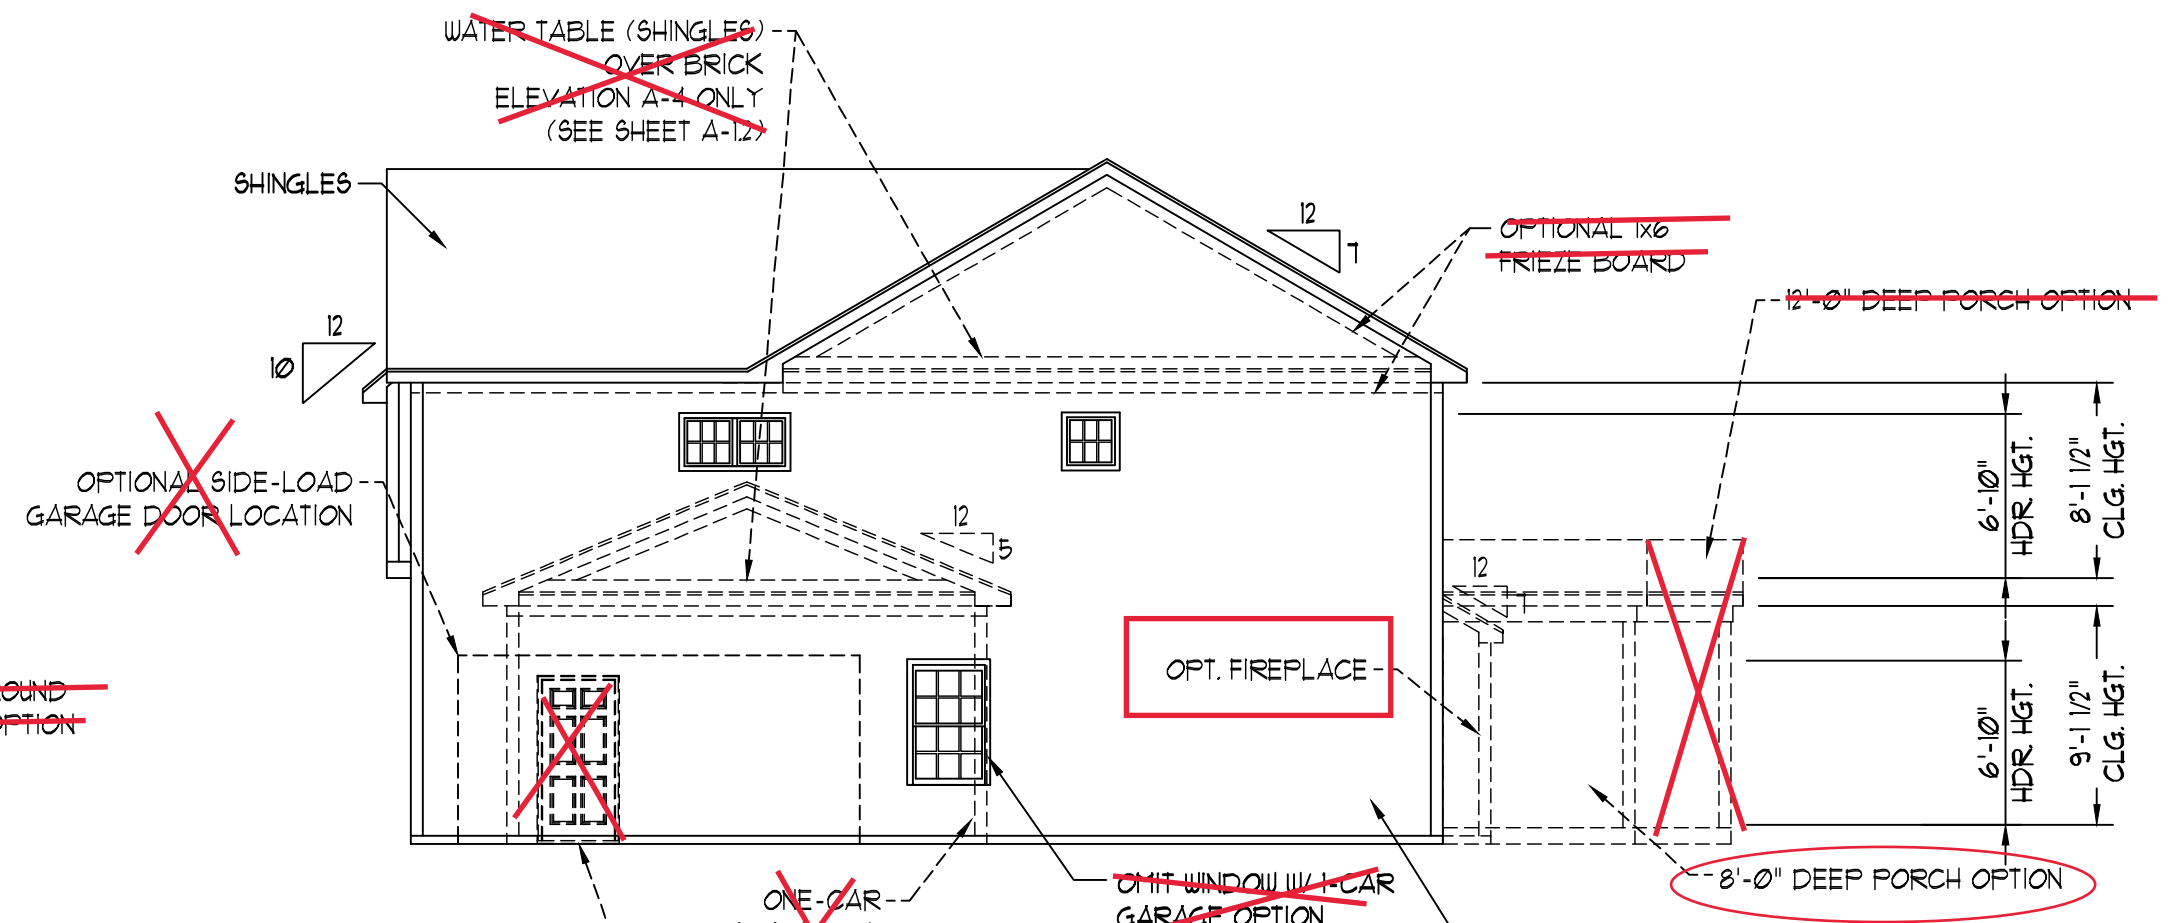 WATER TABLE (SHINGLES)
OVER BRICK
ELEVATION A-4 ONLY
(SEE SHEET A-1.2)
SHINGLES
12
7
OPTIONAL 1x6
FRIEZE BOARD
12'-0" DEEP PORCH OPTION
12
10
OPTIONAL SIDE-LOAD
GARAGE DOOR LOCATION
6'-10"
HDR. HGT.
8'-1 1/2"
CLG. HGT.
12
5
12
OPT. FIREPLACE
OPTION
6'-10"
HDR. HGT.
9'-1 1/2"
CLG. HGT.
ONE-CAR
OMIT WINDOW W/ 1-CAR
GARAGE OPTION
8'-0" DEEP PORCH OPTION